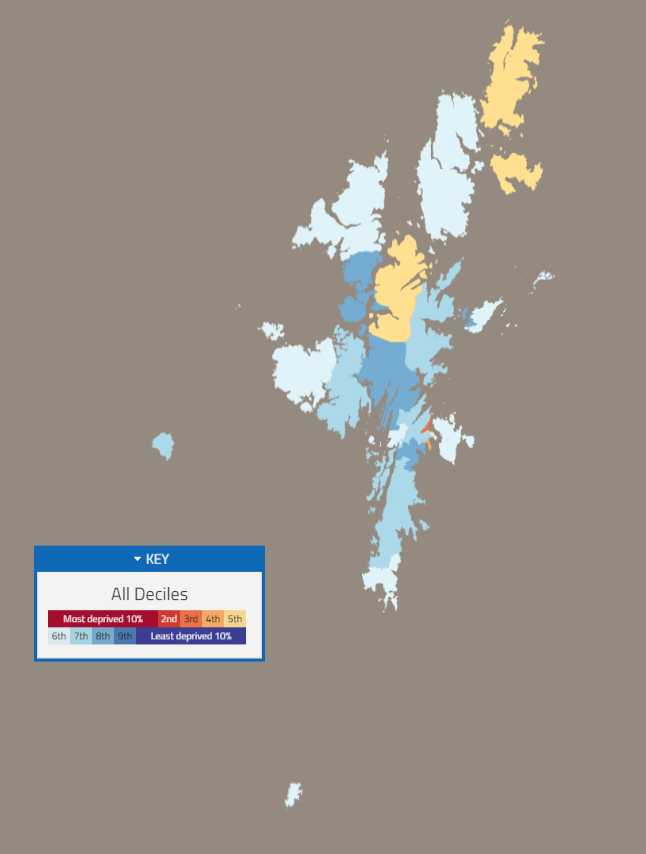 KEY
All Deciles
Most deprived 10% 2nd 3rd 4th 5th
6th 7th 8th 9th Least deprived 10%